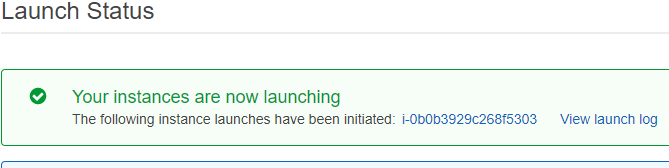 Launch Status
Your instances are now launching
The following instance launches have been initiated: i-0b0b3929c268f5303 View launch log